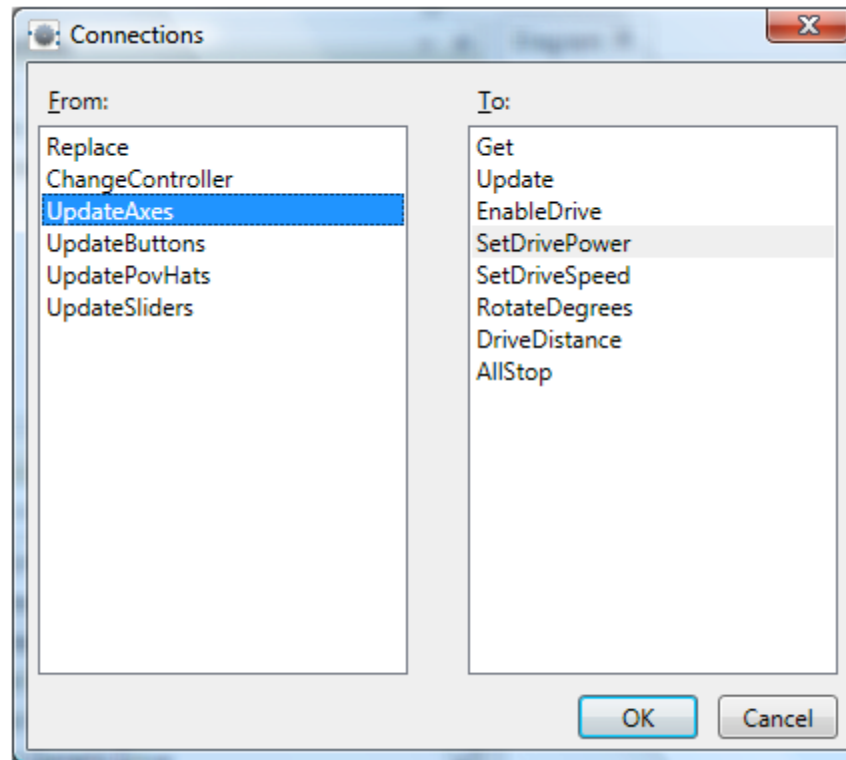 Connections
From:
Replace
ChangeController
UpdateAxes
UpdateButtons
UpdatePovHats
UpdateSliders
To:
Get
Update
EnableDrive
SetDrivePower
SetDriveSpeed
RotateDegrees
DriveDistance
AllStop
OK
Cancel